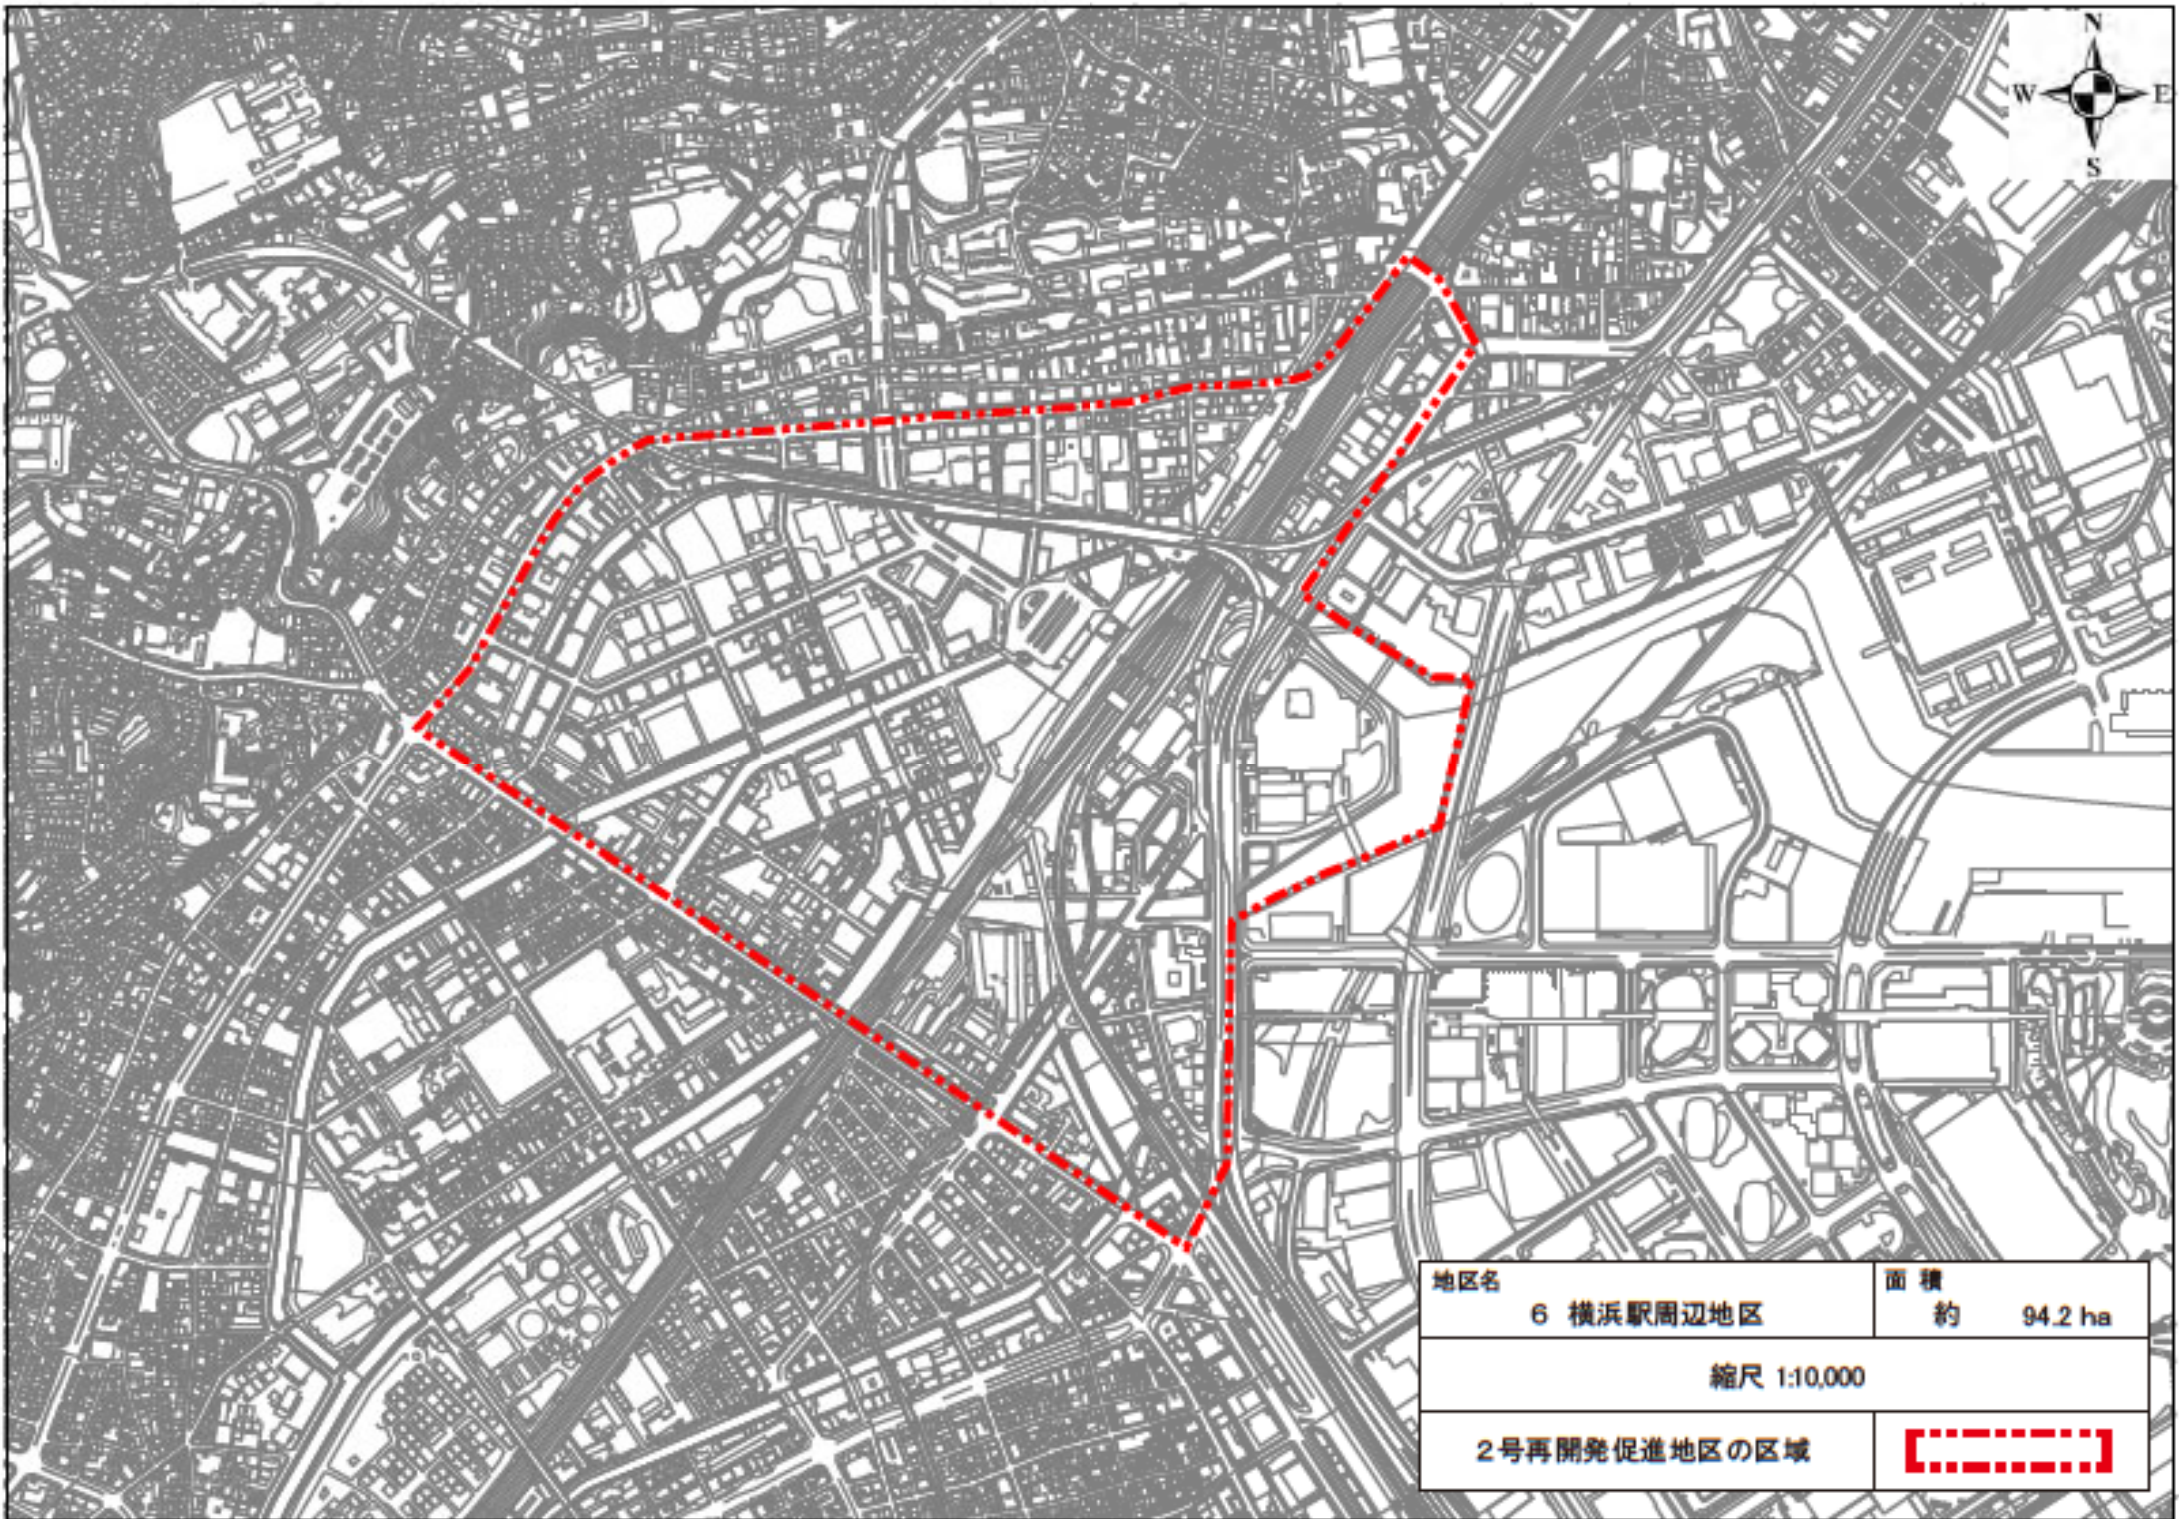 N
W E
S
地区名
6 横浜駅周辺地区
面 積
約 94.2 ha
縮尺 1:10,000
2号再開発促進地区の区域